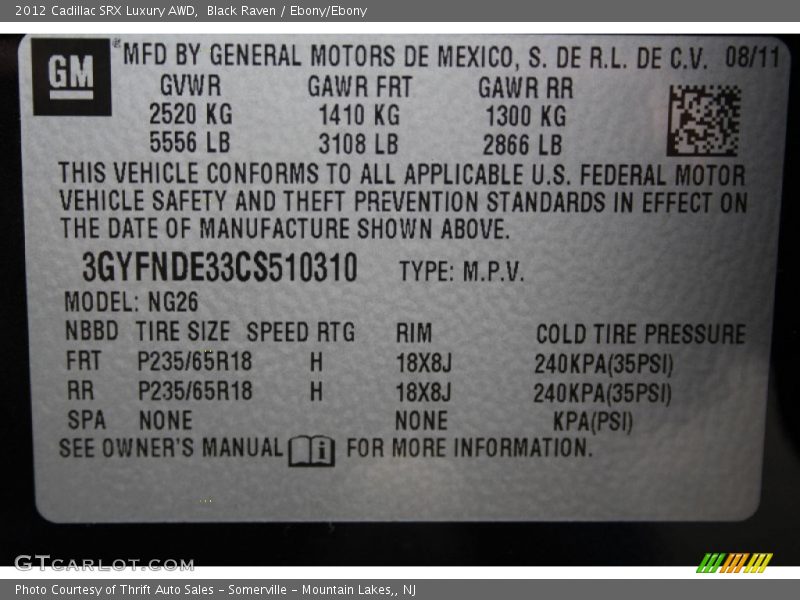 2012 Cadillac SRX Luxury AWD, Black Raven / Ebony/Ebony
GM ® MFD BY GENERAL MOTORS DE MEXICO, S. DE R.L. DE C.V. 08/11
GVWR GAWR FRT GAWR RR
2520 KG 1410 KG 1300 KG
5556 LB 3108 LB 2866 LB
THIS VEHICLE CONFORMS TO ALL APPLICABLE U.S. FEDERAL MOTOR
VEHICLE SAFETY AND THEFT PREVENTION STANDARDS IN EFFECT ON
THE DATE OF MANUFACTURE SHOWN ABOVE.
3GYFNDE33CS510310 TYPE: M.P.V.
MODEL: NG26
NBBD TIRE SIZE SPEED RTG RIM COLD TIRE PRESSURE
FRT P235/65R18 H 18X8J 240KPA(35PSI)
RR P235/65R18 H 18X8J 240KPA(35PSI)
SPA NONE NONE KPA(PSI)
SEE OWNER'S MANUAL i FOR MORE INFORMATION.
GTCARLOT.COM
Photo Courtesy of Thrift Auto Sales - Somerville - Mountain Lakes,, NJ